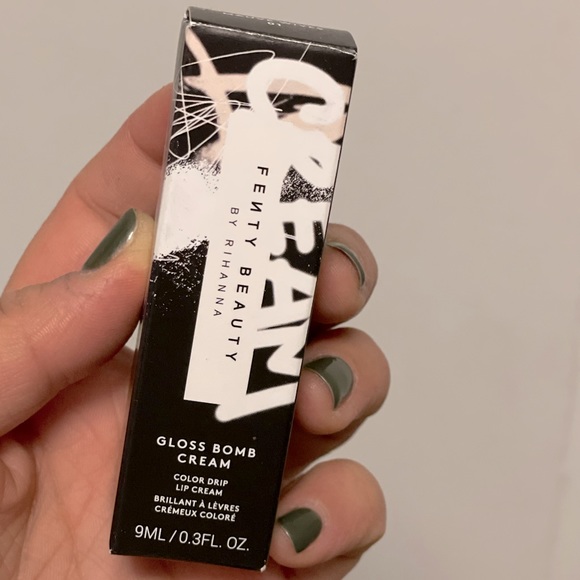 CREAM
FEИTY BEAUTY
BY RIHANNA
GLOSS BOMB
CREAM
COLOR DRIP
LIP CREAM
BRILLANT À LÈVRES
CRÉMEUX COLORÉ
9ML / 0.3FL. OZ.